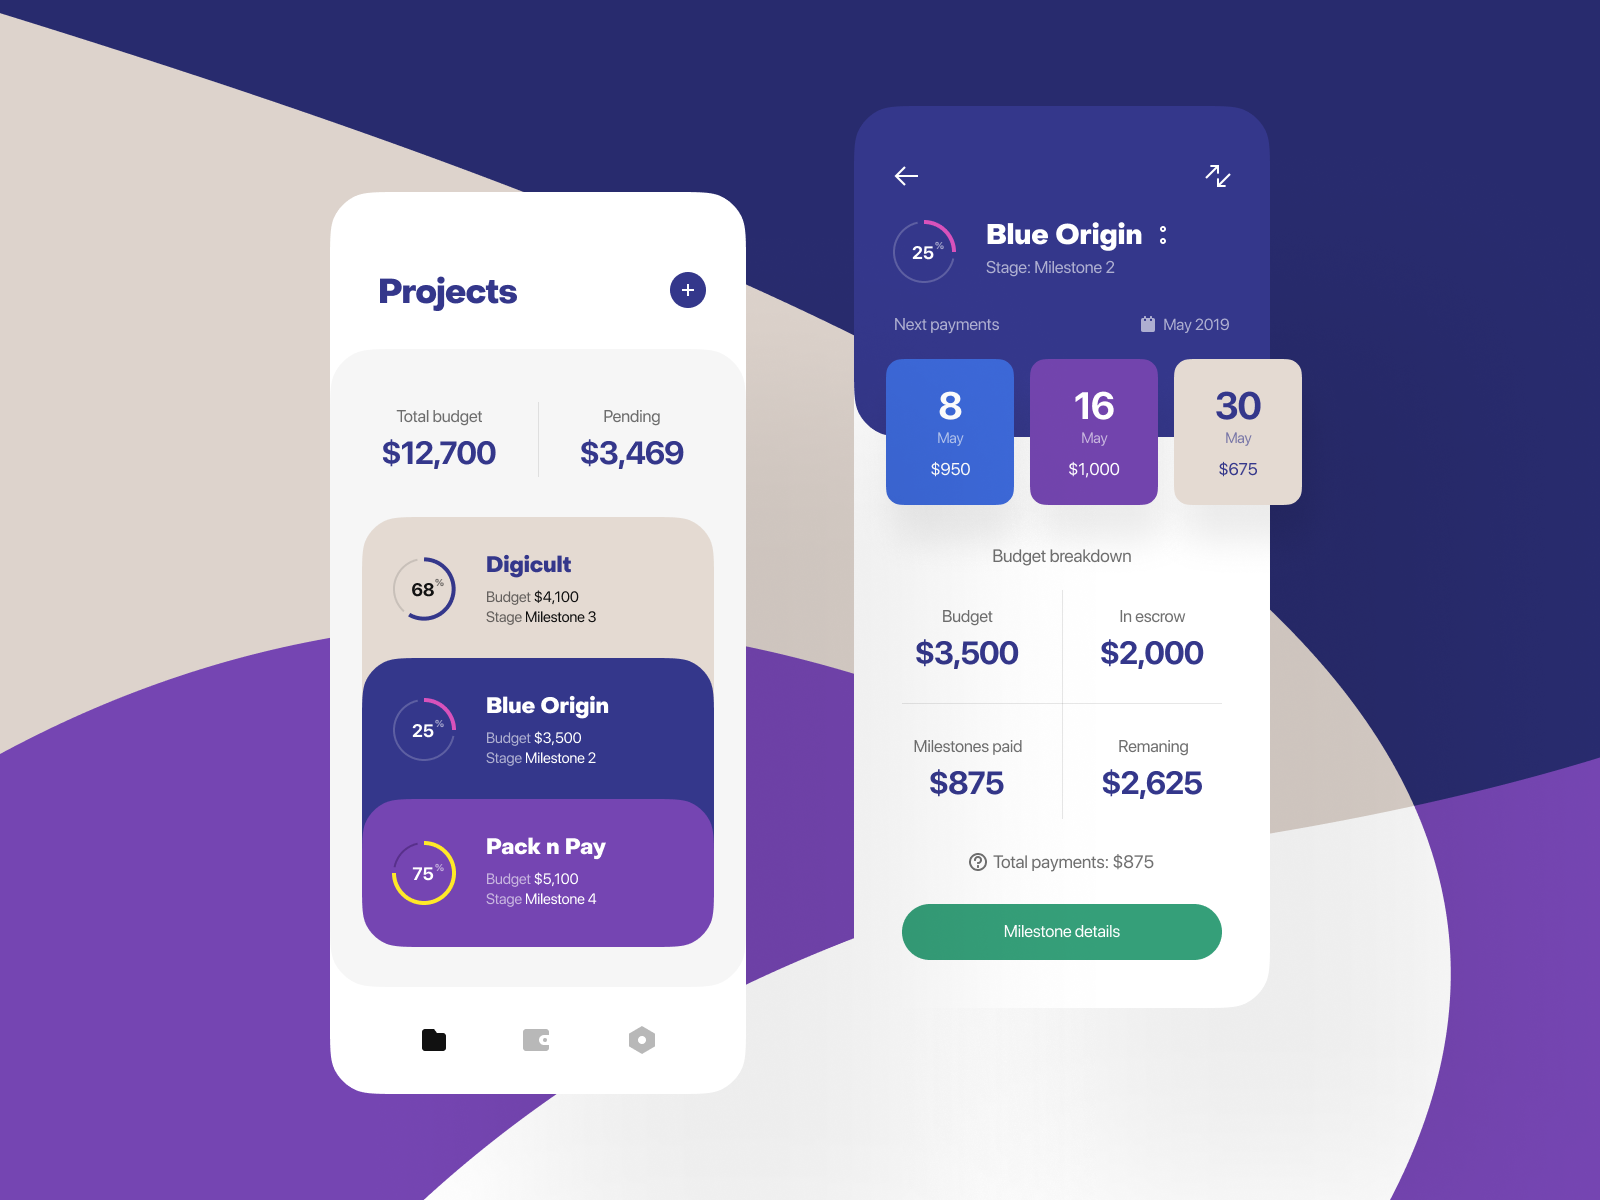 Projects
+
Total budget
$12,700
Pending
$3,469
68%
Digicult
Budget $4,100
Stage Milestone 3
25%
Blue Origin
Budget $3,500
Stage Milestone 2
75%
Pack n Pay
Budget $5,100
Stage Milestone 4
25%
Blue Origin
Stage: Milestone 2
Next payments
May 2019
8
May
$950
16
May
$1,000
30
May
$675
Budget breakdown
Budget
$3,500
In escrow
$2,000
Milestones paid
$875
Remaning
$2,625
Total payments: $875
Milestone details